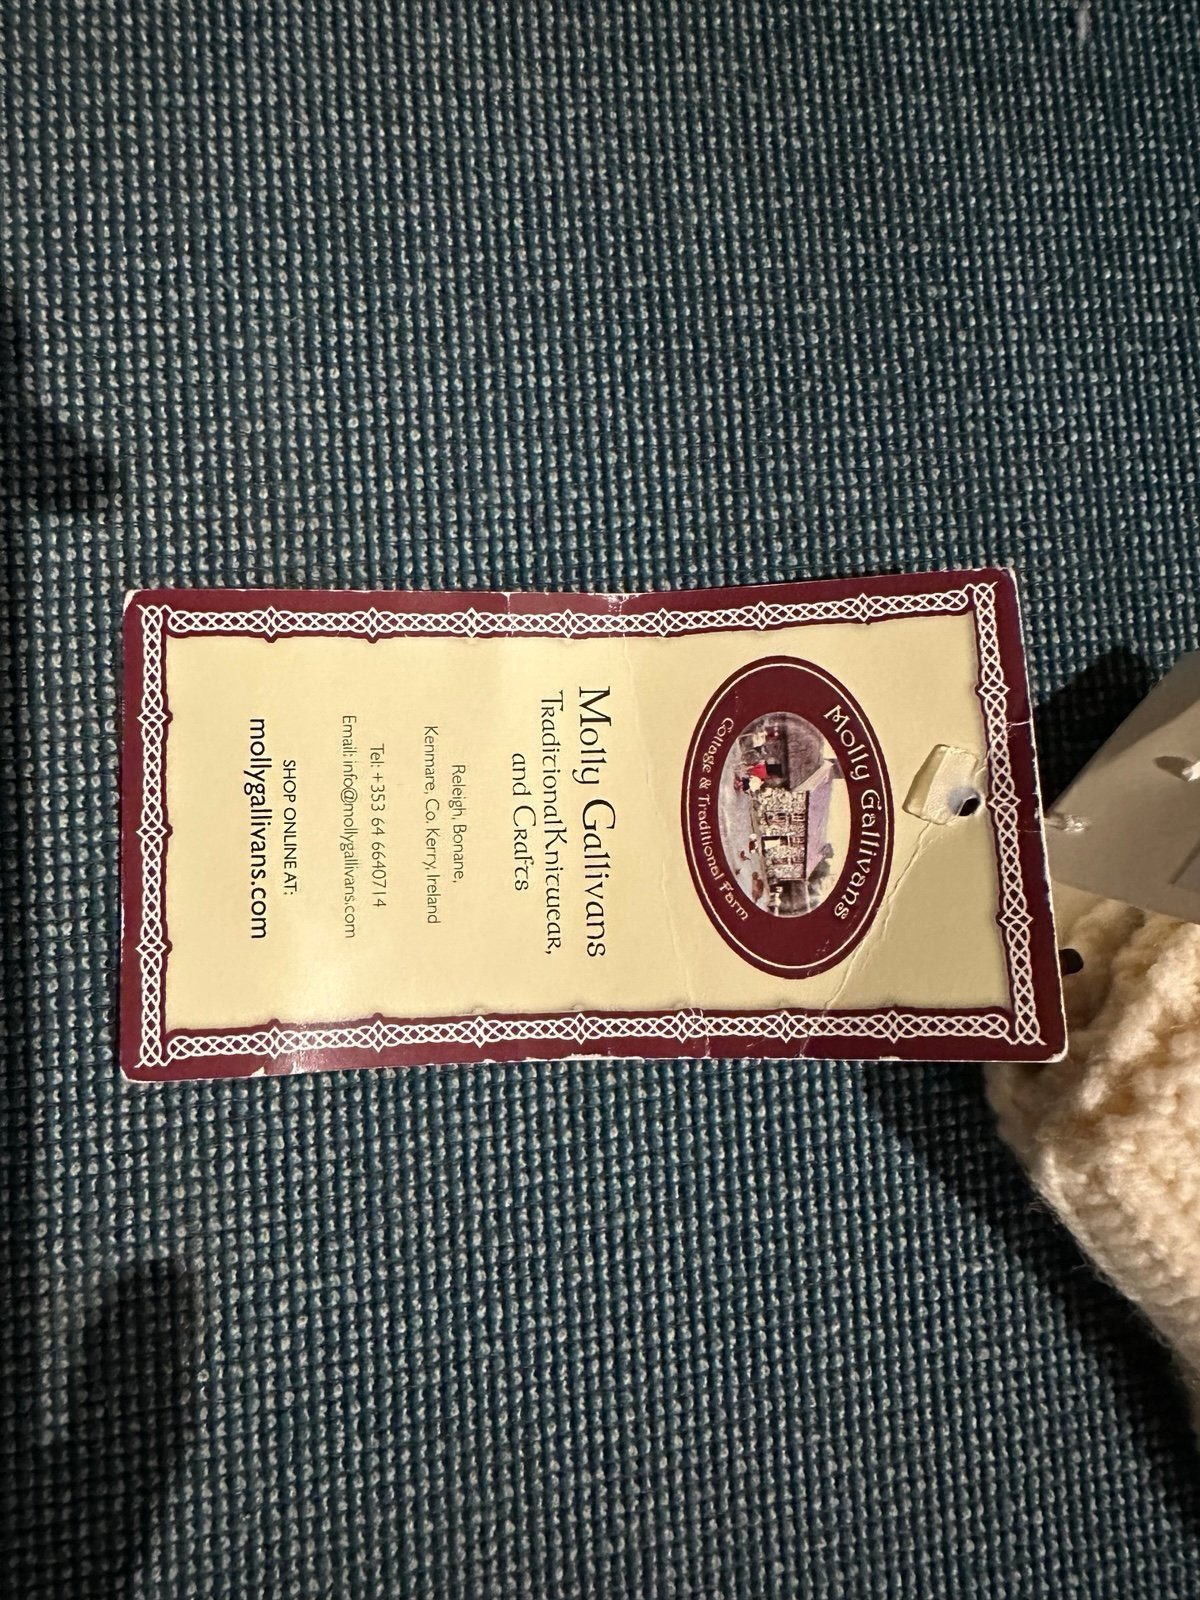 Molly Gallivans
Cottage & Traditional Farm
Molly Gallivans
Traditional Knitwear,
and Crafts
Releigh, Bonane,
Kenmare, Co. Kerry, Ireland
Tel: +353 64 6640714
Email: info@mollygallivans.com
SHOP ONLINE AT:
mollygallivans.com